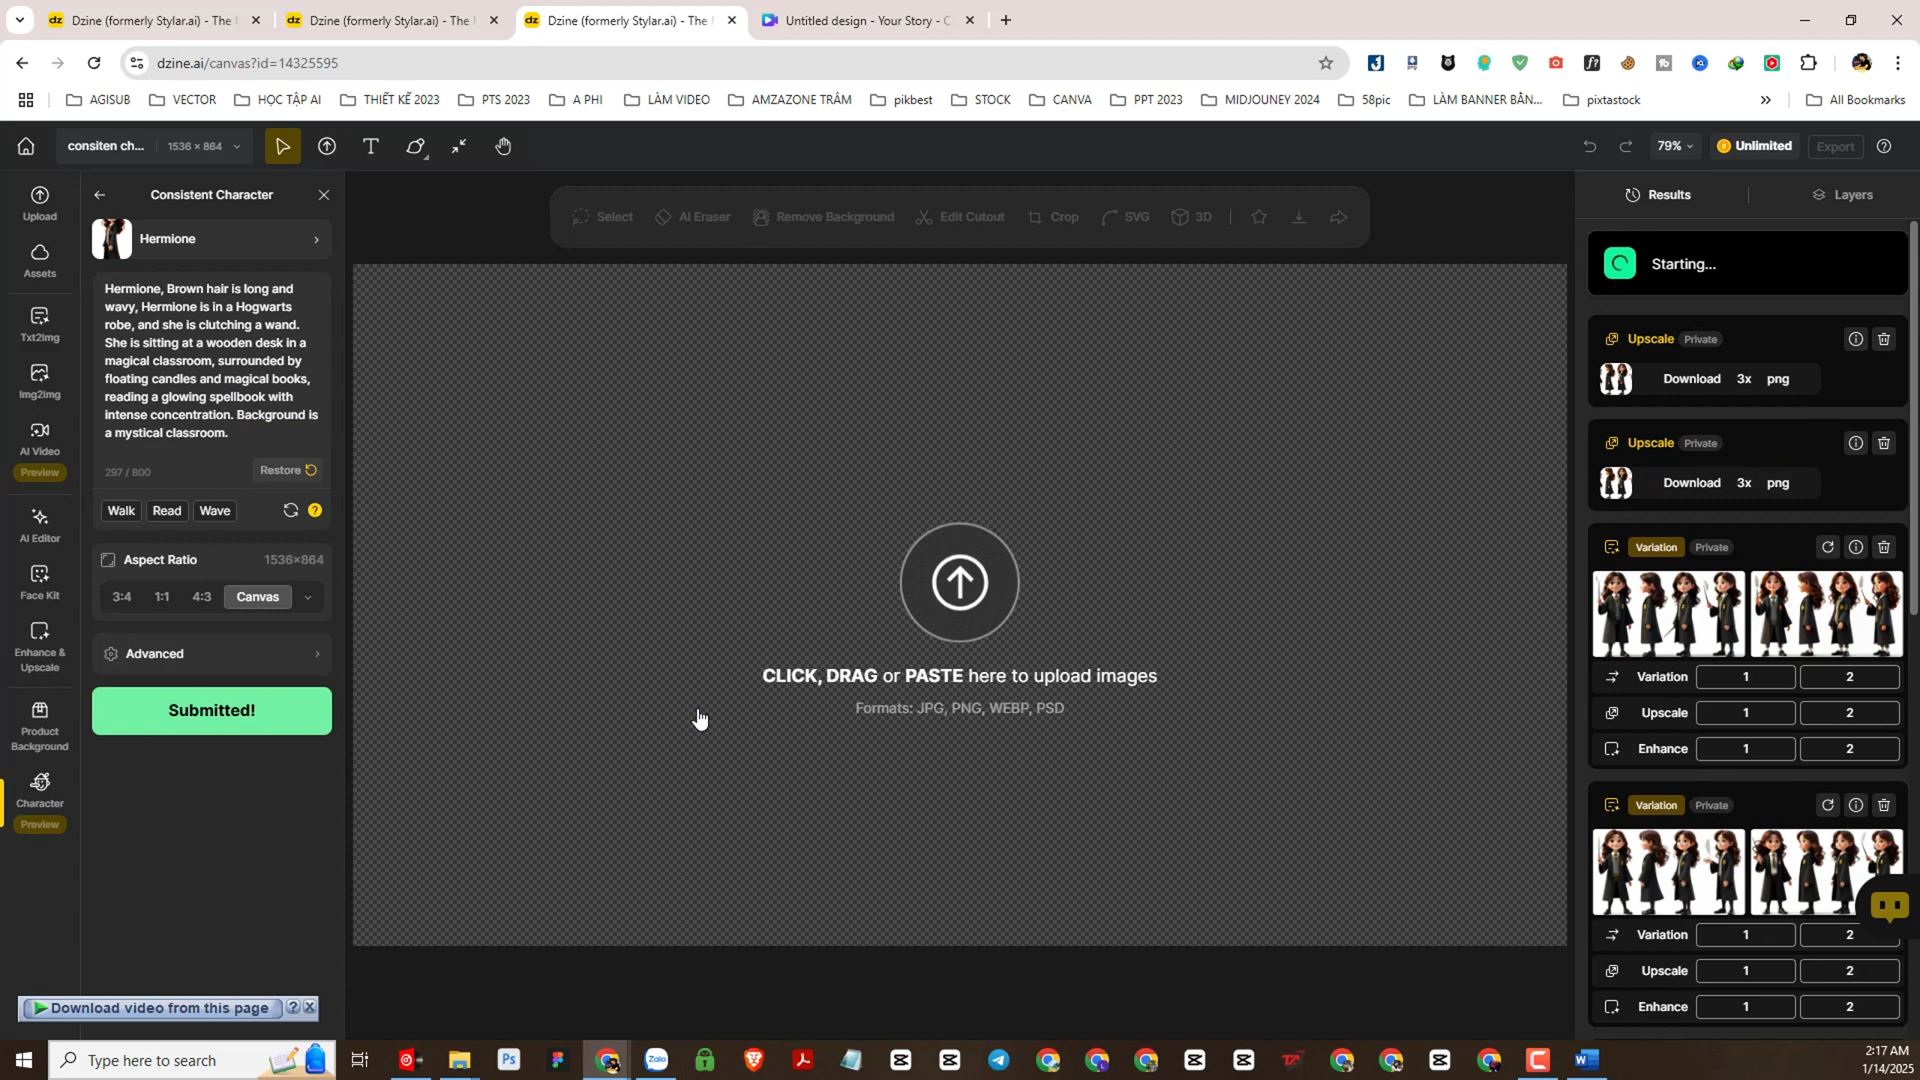 Dzine (formerly Stylar.ai) - The
Dzine (formerly Stylar.ai) - The
Dzine (formerly Stylar.ai) - The
Untitled design - Your Story - C
dzine.ai/canvas?id=14325595
AGISUB
VECTOR
HỌC TẬP AI
THIẾT KẾ 2023
PTS 2023
A PHI
LÀM VIDEO
AMZAZONE TRÂM
pikbest
STOCK
CANVA
PPT 2023
MIDJOUNEY 2024
58pic
LÀM BANNER BẰN...
pixtastock
All Bookmarks
consiten ch...
1536 × 864
79%
Unlimited
Export
Upload
Assets
Txt2Img
Img2Img
AI Video
Preview
AI Editor
Face Kit
Enhance &
Upscale
Product
Background
Character
Preview
Consistent Character
Hermione
Hermione, Brown hair is long and
wavy, Hermione is in a Hogwarts
robe, and she is clutching a wand.
She is sitting at a wooden desk in a
magical classroom, surrounded by
floating candles and magical books,
reading a glowing spellbook with
intense concentration. Background is
a mystical classroom.
297 / 800
Restore
Walk
Read
Wave
Aspect Ratio
1536×864
3:4
1:1
4:3
Canvas
Advanced
Submitted!
Select
AI Eraser
Remove Background
Edit Cutout
Crop
SVG
3D
CLICK, DRAG or PASTE here to upload images
Formats: JPG, PNG, WEBP, PSD
Results
Layers
Starting...
Upscale Private
Download 3x png
Upscale Private
Download 3x png
Variation Private
Variation 1 2
Upscale 1 2
Enhance 1 2
Variation Private
Variation 1 2
Upscale 1 2
Enhance 1 2
Download video from this page
Type here to search
2:17 AM
1/14/2025